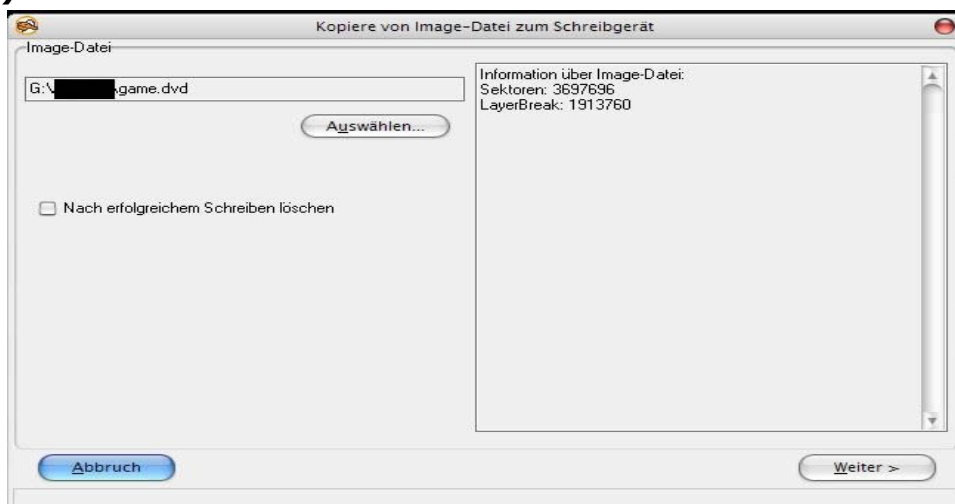 Kopiere von Image-Datei zum Schreibgerät
Image-Datei
G:\ \game.dvd
Auswählen...
Nach erfolgreichem Schreiben löschen
Information über Image-Datei:
Sektoren: 3697696
LayerBreak: 1913760
Abbruch
Weiter >